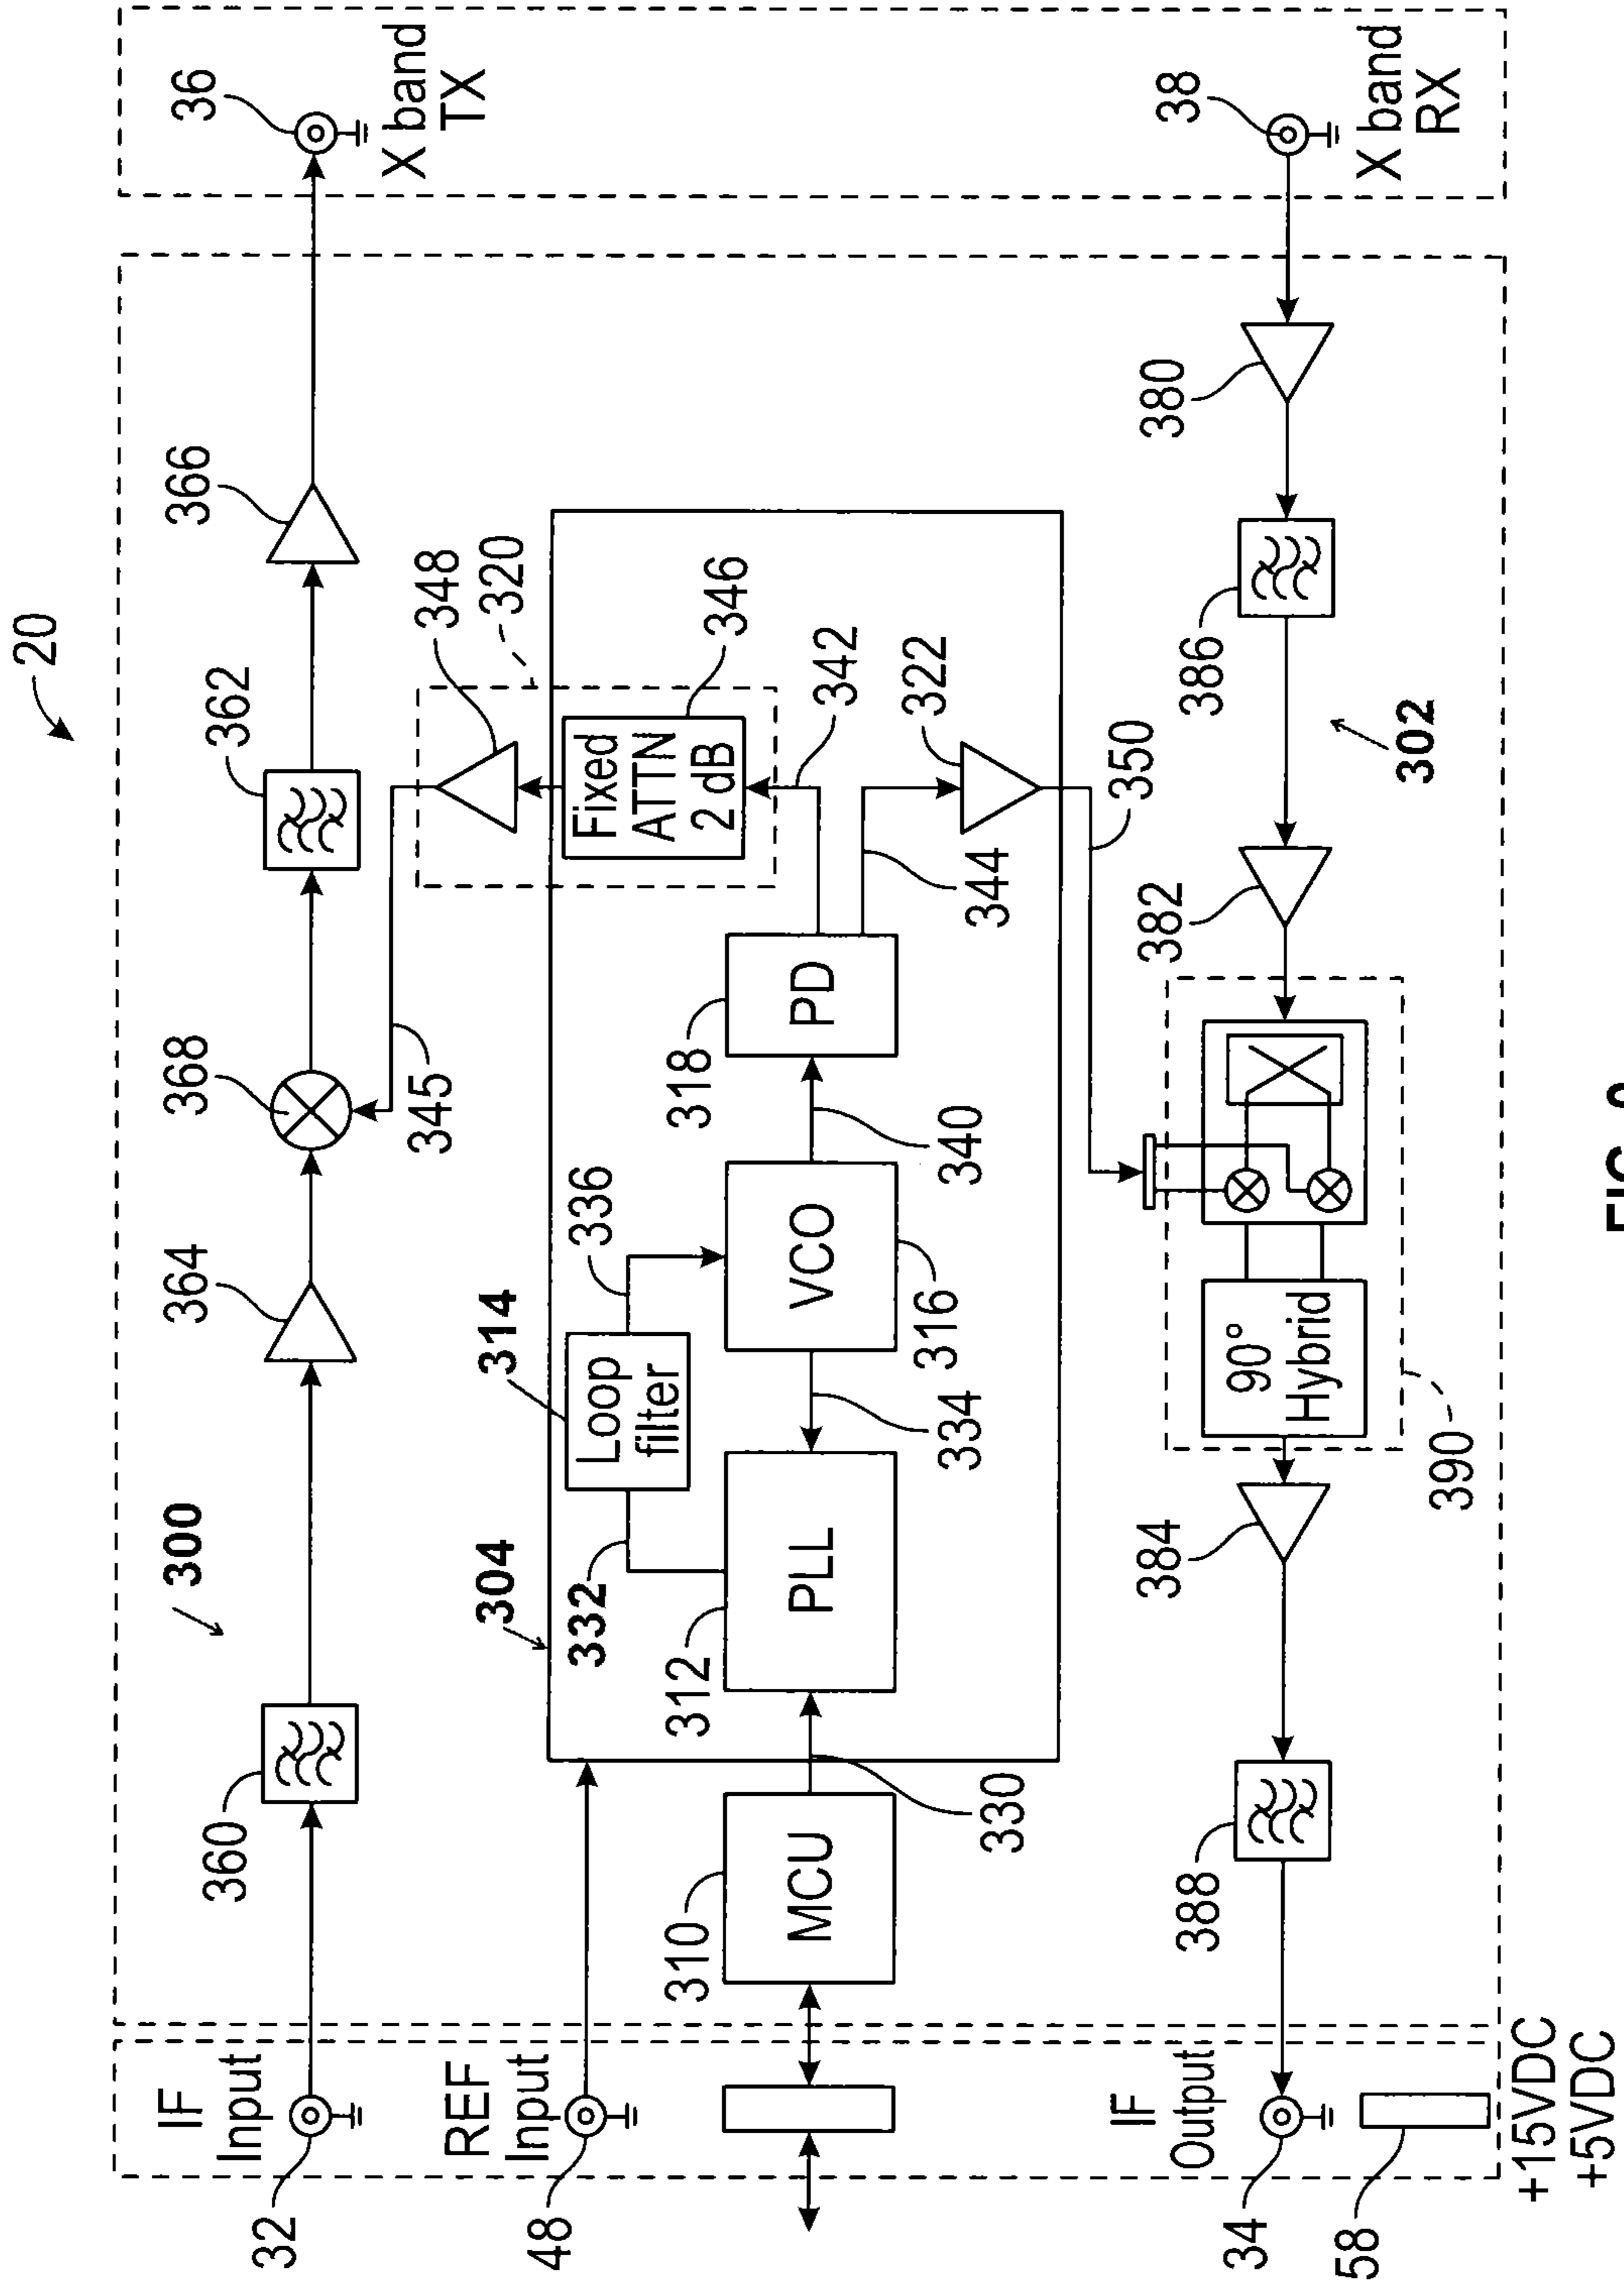 20
IF
Input
32
300
360
364
368
362
366
36
X band
TX
REF
Input
48
304
332
314
Loop
filter
336
345
348
320
Fixed
ATTN
2 dB
346
342
310
MCU
330
312
PLL
334
VCO
316
340
318
PD
344
322
350
IF
Output
34
388
384
390
90°
Hybrid
382
386
302
380
38
X band
RX
58
+15VDC
+5VDC